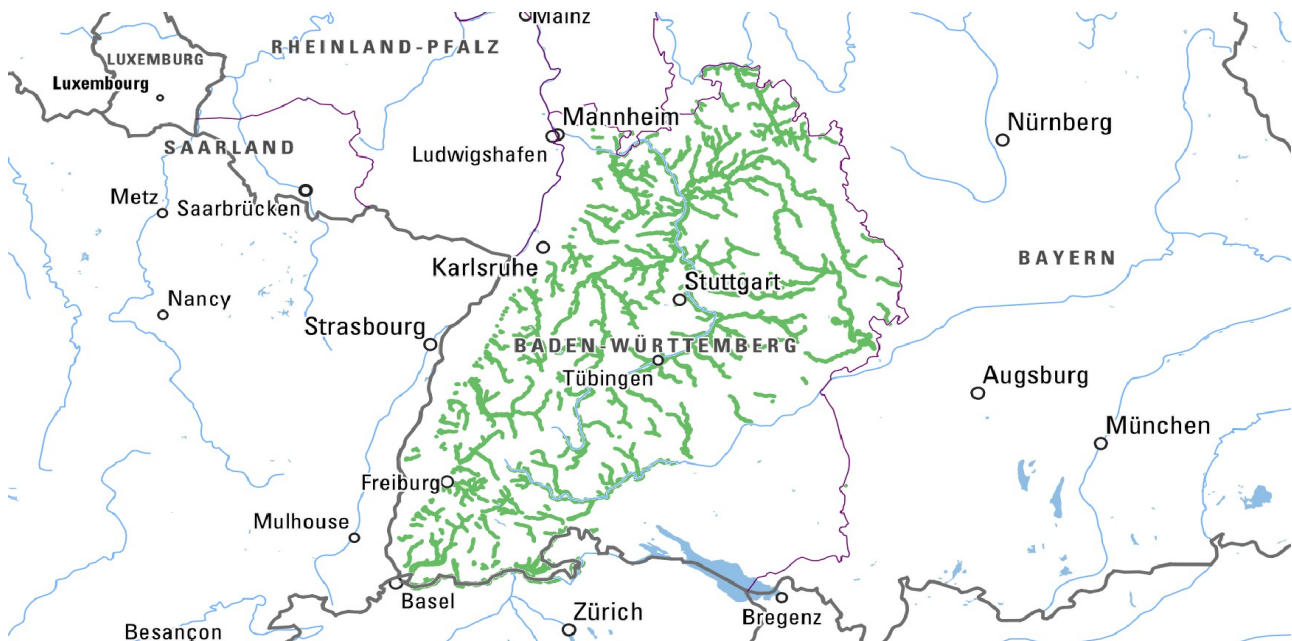 Mainz
RHEINLAND-PFALZ
LUXEMBURG
Luxembourg
Mannheim
Nürnberg
SAARLAND
Ludwigshafen
Metz
Saarbrücken
Karlsruhe
BAYERN
Stuttgart
Nancy
Strasbourg
BADEN-WÜRTTEMBERG
Tübingen
Augsburg
München
Freiburg
Mulhouse
Basel
Zürich
Bregenz
Besançon